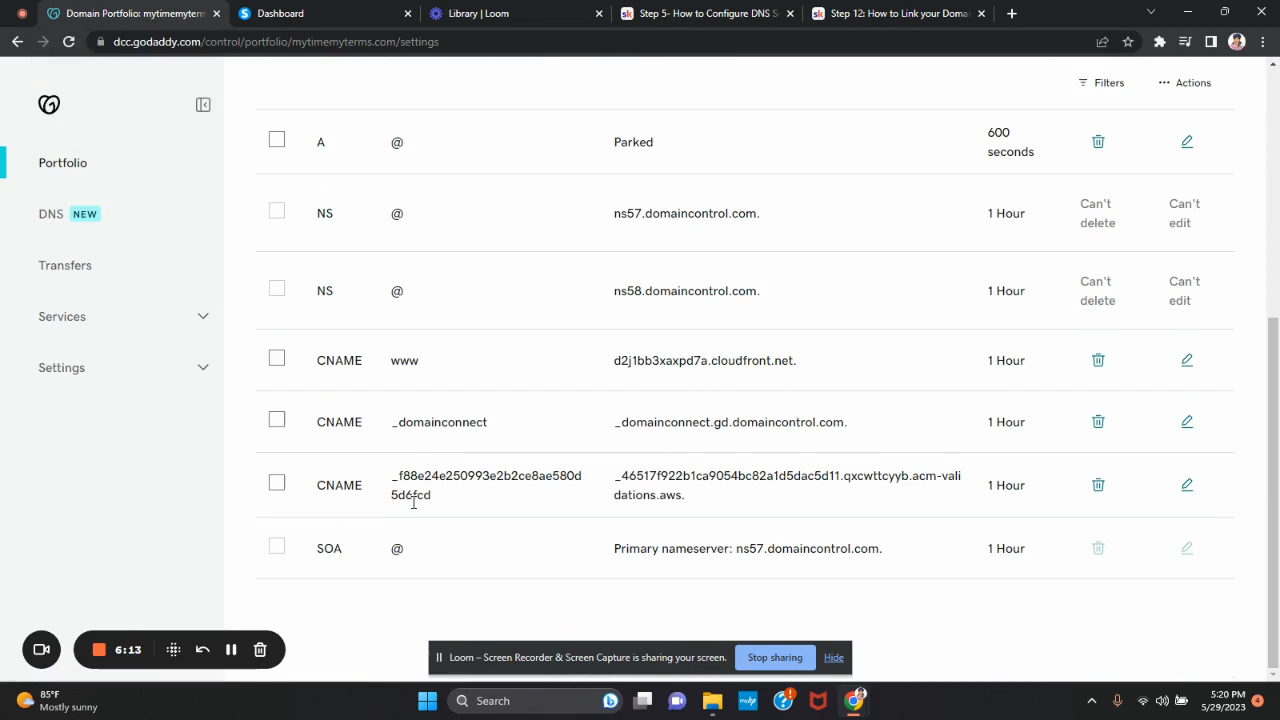 Domain Portfolio: mytimemyterm
Dashboard
Library | Loom
Step 5- How to Configure DNS S
Step 12: How to Link your Doma
dcc.godaddy.com/control/portfolio/mytimemyterms.com/settings
Portfolio
DNS NEW
Transfers
Services
Settings
Filters
Actions
A @ Parked 600 seconds
NS @ ns57.domaincontrol.com. 1 Hour Can't delete Can't edit
NS @ ns58.domaincontrol.com. 1 Hour Can't delete Can't edit
CNAME www d2j1bb3xaxpd7a.cloudfront.net. 1 Hour
CNAME _domainconnect _domainconnect.gd.domaincontrol.com. 1 Hour
CNAME _f88e24e250993e2b2ce8ae580d _46517f922b1ca9054bc82a1d5dac5d11.qxcwttcyyb.acm-vali 1 Hour
5d6fcd dations.aws.
SOA @ Primary nameserver: ns57.domaincontrol.com. 1 Hour
6:13
Loom – Screen Recorder & Screen Capture is sharing your screen. Stop sharing Hide
85°F
Mostly sunny
Search
5:20 PM
5/29/2023
4